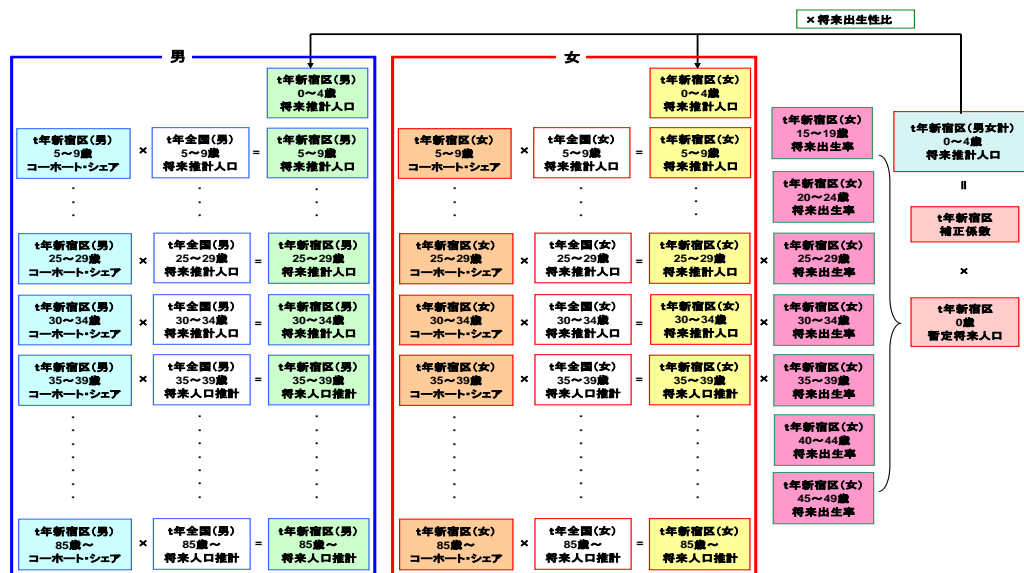 ×将来出生性比
男
女
t年新宿区(男)
0～4歳
将来推計人口
t年新宿区(女)
0～4歳
将来推計人口
t年新宿区(男)
5～9歳
コーホート・シェア
×
t年全国(男)
5～9歳
将来推計人口
=
t年新宿区(男)
5～9歳
将来推計人口
t年新宿区(女)
5～9歳
コーホート・シェア
×
t年全国(女)
5～9歳
将来推計人口
=
t年新宿区(女)
5～9歳
将来推計人口
t年新宿区(男)
25～29歳
コーホート・シェア
×
t年全国(男)
25～29歳
将来推計人口
=
t年新宿区(男)
25～29歳
将来推計人口
t年新宿区(女)
25～29歳
コーホート・シェア
×
t年全国(女)
25～29歳
将来推計人口
=
t年新宿区(女)
25～29歳
将来推計人口
×
t年新宿区(男)
30～34歳
コーホート・シェア
×
t年全国(男)
30～34歳
将来推計人口
=
t年新宿区(男)
30～34歳
将来推計人口
t年新宿区(女)
30～34歳
コーホート・シェア
×
t年全国(女)
30～34歳
将来推計人口
=
t年新宿区(女)
30～34歳
将来推計人口
×
t年新宿区(男)
35～39歳
コーホート・シェア
×
t年全国(男)
35～39歳
将来人口推計
=
t年新宿区(男)
35～39歳
将来人口推計
t年新宿区(女)
35～39歳
コーホート・シェア
×
t年全国(女)
35～39歳
将来人口推計
=
t年新宿区(女)
35～39歳
将来人口推計
×
t年新宿区(男)
85歳～
コーホート・シェア
×
t年全国(男)
85歳～
将来人口推計
=
t年新宿区(男)
85歳～
将来人口推計
t年新宿区(女)
85歳～
コーホート・シェア
×
t年全国(女)
85歳～
将来人口推計
=
t年新宿区(女)
85歳～
将来人口推計
t年新宿区(女)
15～19歳
将来出生率
t年新宿区(女)
20～24歳
将来出生率
t年新宿区(女)
25～29歳
将来出生率
t年新宿区(女)
30～34歳
将来出生率
t年新宿区(女)
35～39歳
将来出生率
t年新宿区(女)
40～44歳
将来出生率
t年新宿区(女)
45～49歳
将来出生率
t年新宿区(男女計)
0～4歳
将来推計人口
=
t年新宿区
補正係数
×
t年新宿区
0歳
暫定将来人口